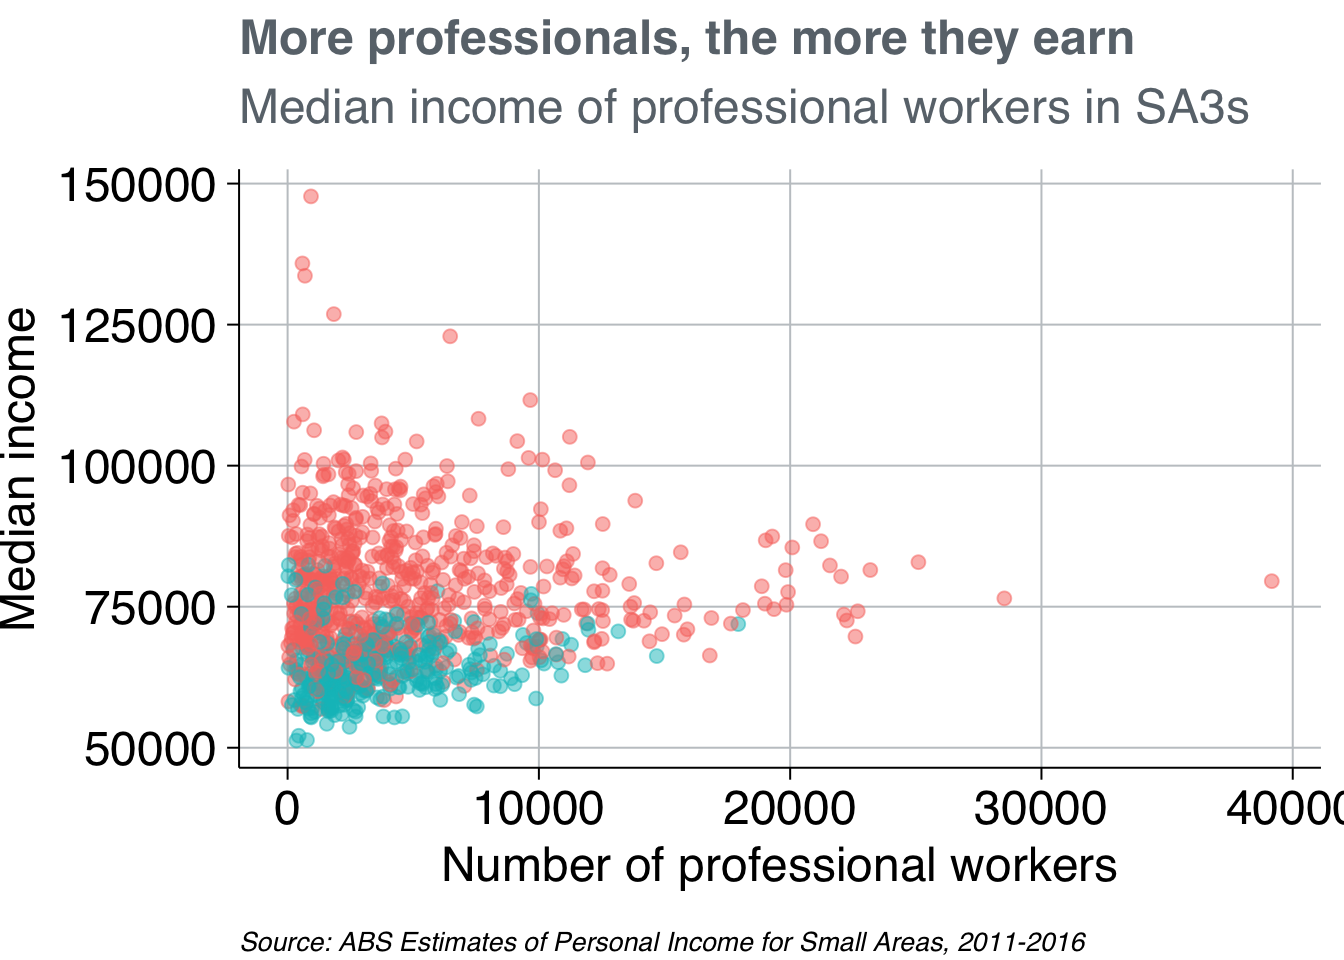 More professionals, the more they earn
Median income of professional workers in SA3s
Median income
150000
125000
100000
75000
50000
0 10000 20000 30000 4000
Number of professional workers
Source: ABS Estimates of Personal Income for Small Areas, 2011-2016